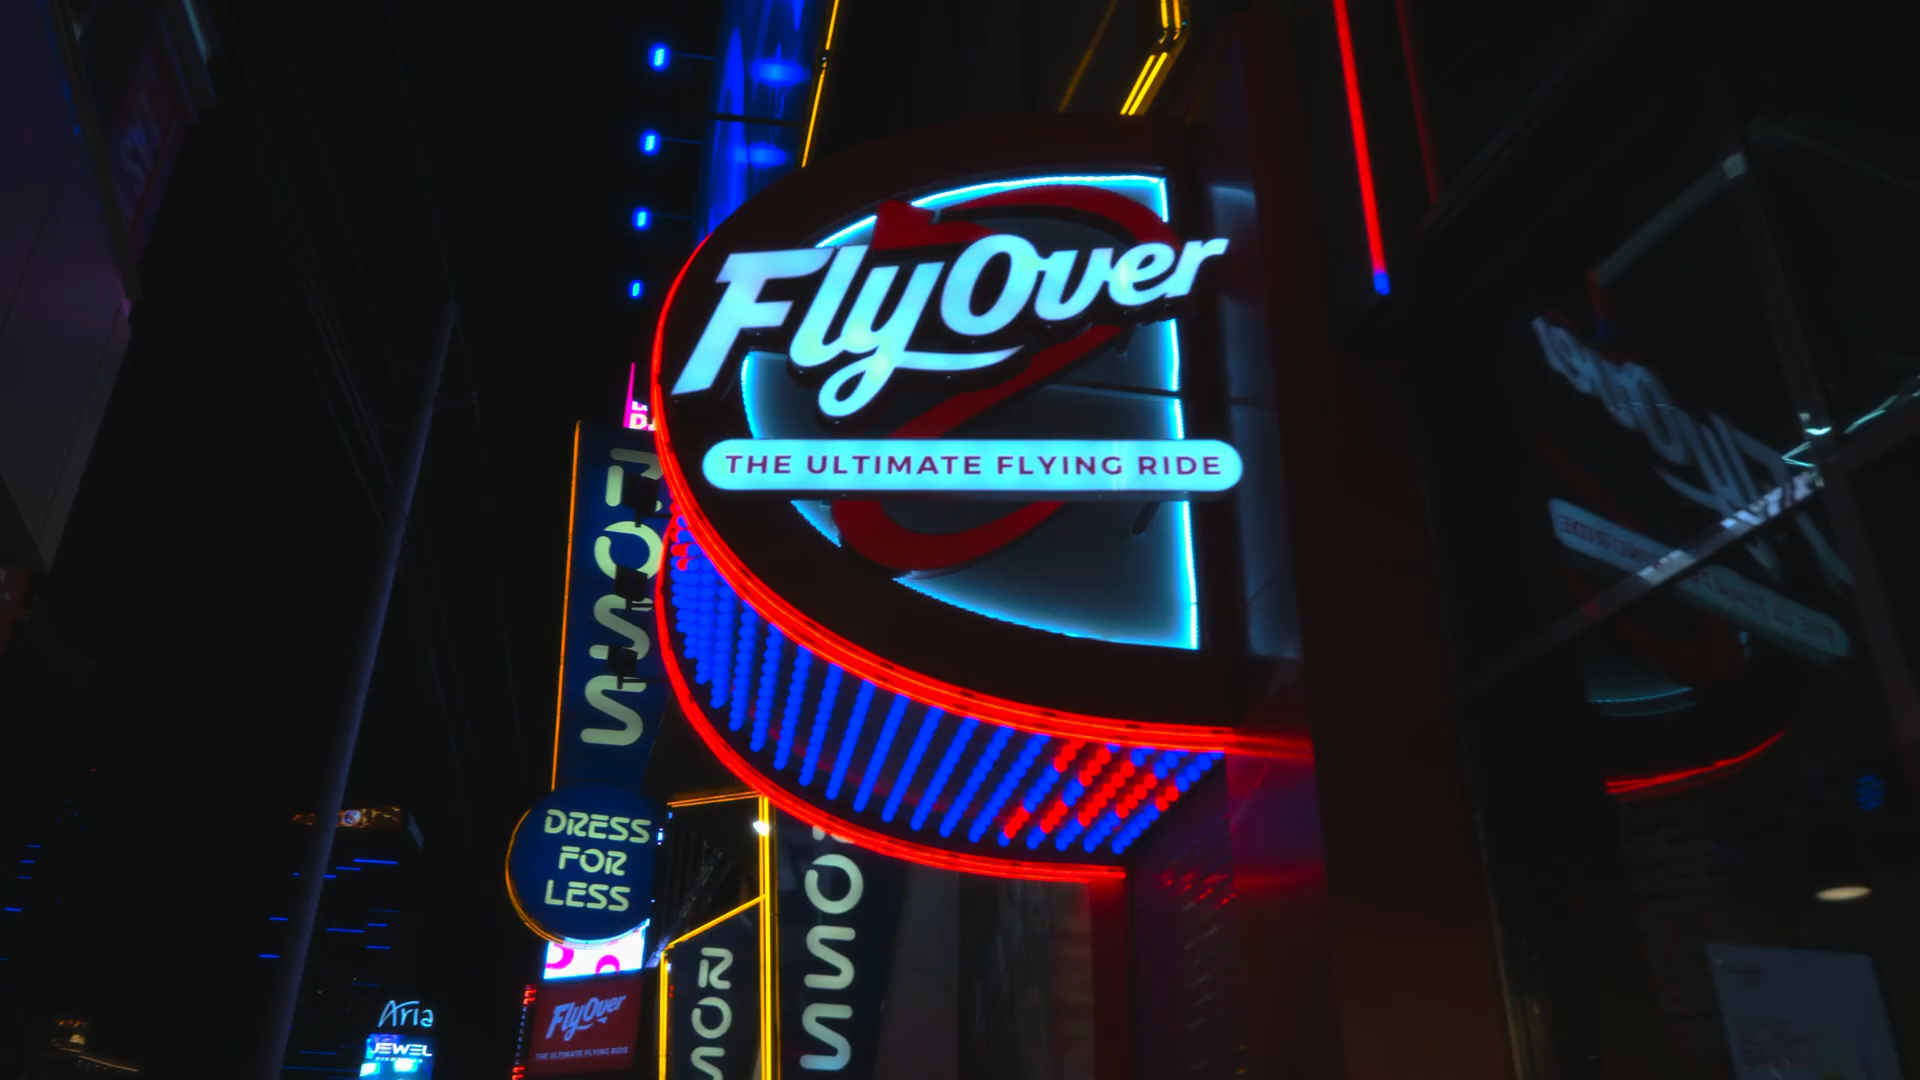 FlyOver
THE ULTIMATE FLYING RIDE
ROSS
DRESS
FOR
LESS
ROSS
ROSS
FlyOver
THE ULTIMATE FLYING RIDE
Aria
JEWEL